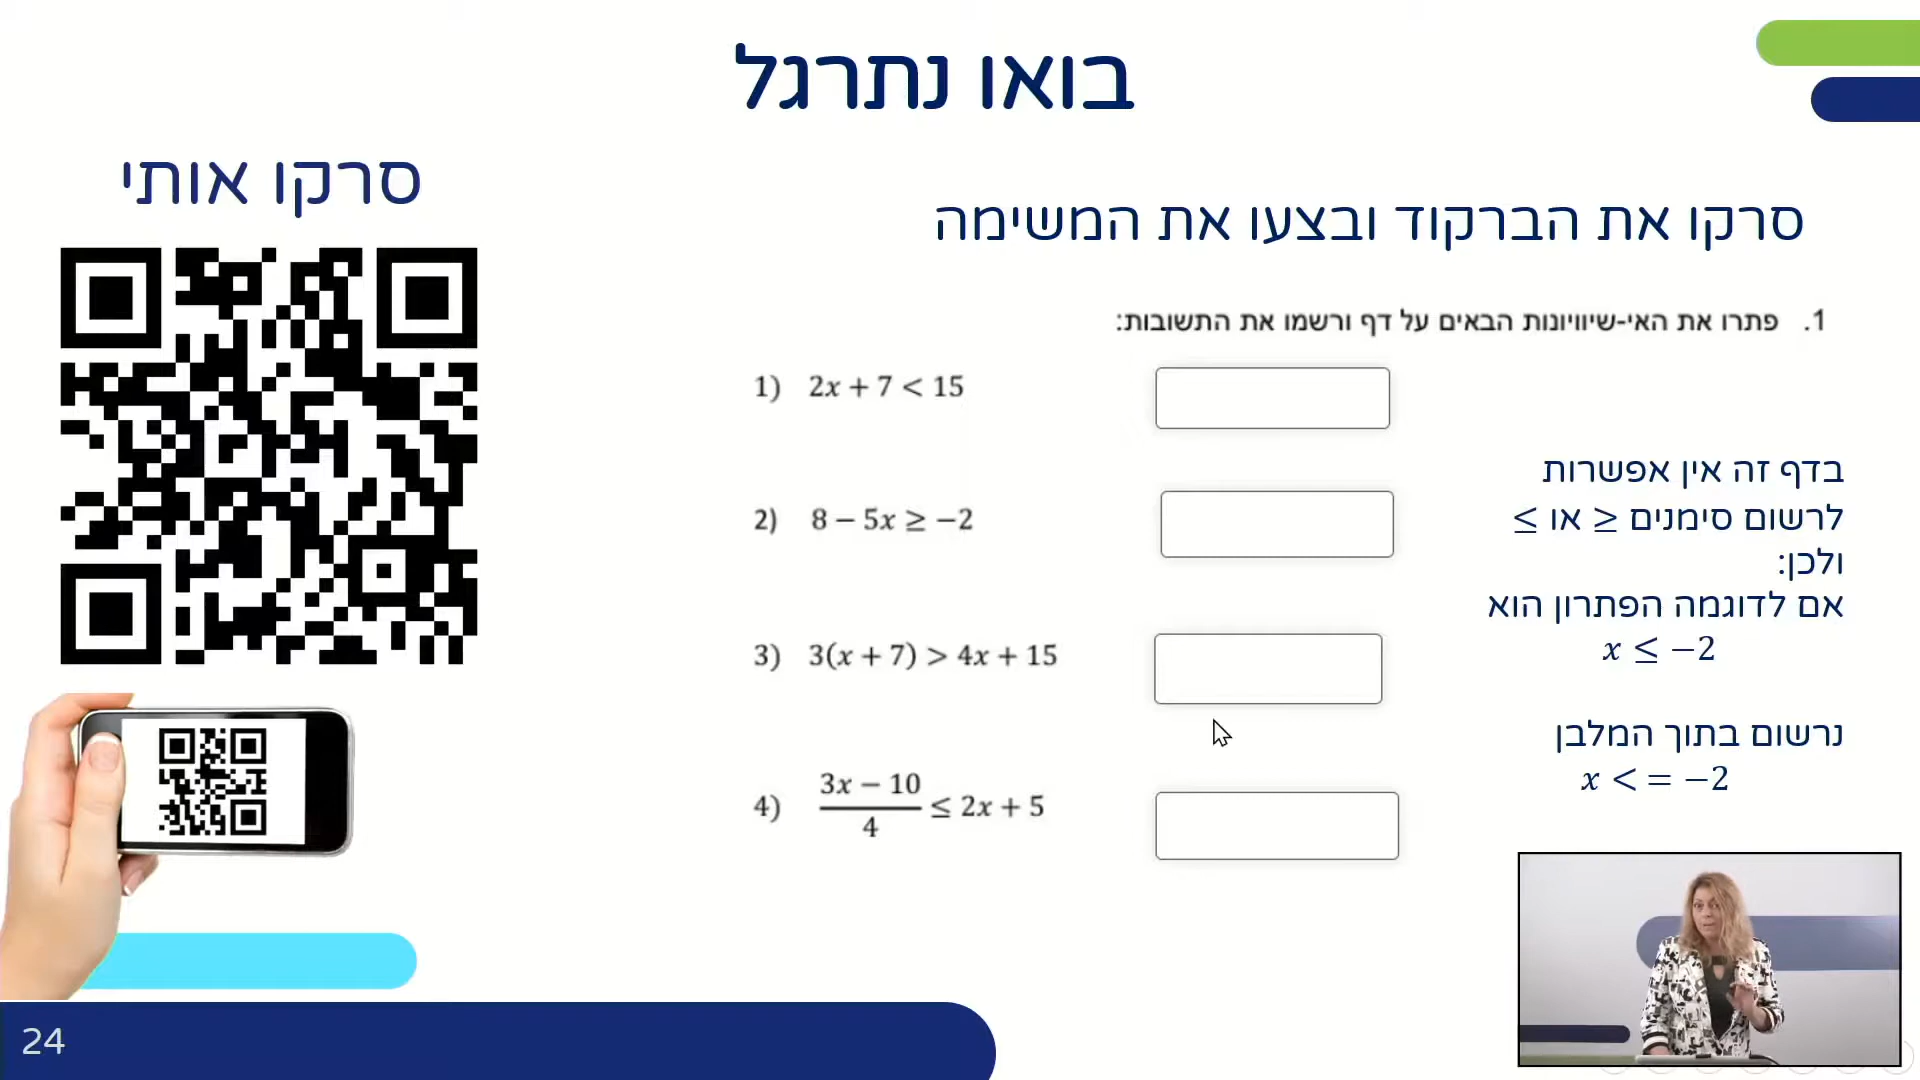 בואו נתרגל
סרקו אותי
סרקו את הברקוד ובצעו את המשימה
1. פתרו את האי-שיוויונות הבאים על דף ורשמו את התשובות:
1) 2x + 7 < 15
2) 8 − 5x ≥ −2
3) 3(x + 7) > 4x + 15
4) (3x − 10)/4 ≤ 2x + 5
בדף זה אין אפשרות
לרשום סימנים ≥ או ≤
ולכן:
אם לדוגמה הפתרון הוא
x ≤ −2
נרשום בתוך המלבן
x < = −2
24